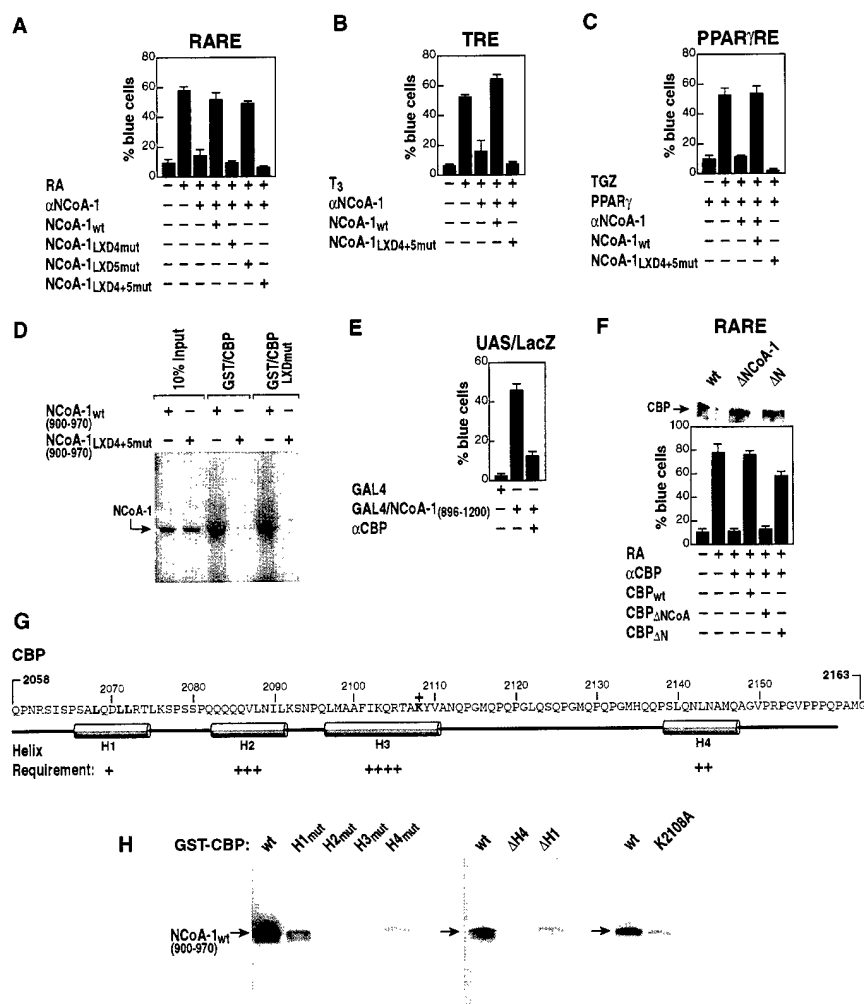 A
RARE
80
60
40
20
0
% blue cells
RA – + + + + + +
αNCoA-1 – – + + + + +
NCoA-1wt – – – + – – –
NCoA-1LXD4mut – – – – + – –
NCoA-1LXD5mut – – – – – + –
NCoA-1LXD4+5mut – – – – – – +
B
TRE
80
60
40
20
0
% blue cells
T3 – + + + +
αNCoA-1 – – + + +
NCoA-1wt – – – + –
NCoA-1LXD4+5mut – – – – +
C
PPARγRE
80
60
40
20
0
% blue cells
TGZ – + + + +
PPARγ + + + + +
αNCoA-1 – – + + +
NCoA-1wt – – – + –
NCoA-1LXD4+5mut – – – – +
D
10% Input
GST/CBP
GST/CBP LXDmut
NCoA-1wt + – + – + –
(900-970)
NCoA-1LXD4+5mut – + – + – +
(900-970)
NCoA-1
E
UAS/LacZ
60
40
20
0
% blue cells
GAL4 + – –
GAL4/NCoA-1(896-1200) – + +
αCBP – – +
F
RARE
wt
ΔNCoA-1
ΔN
CBP
100
80
60
40
20
0
% blue cells
RA – + – + + +
αCBP – – + + + +
CBPwt – – – + – –
CBPΔNCoA – – – – + –
CBPΔN – – – – – +
G
CBP
2058 2070 2080 2090 2100 2110 2120 2130 2140 2150 2163
+
QPNRSISPSALQDLLRTLKSPSSPQQQQQVLNILKSNPQLMAAFIKQRTAKYVANQPGMQPQPGLQSQPGMQPQPGMHQQPSLQNLNAMQAGVPRPGVPPPQPAMG
H1 H2 H3 H4
Helix
Requirement: + +++ ++++ ++
H
GST-CBP: wt H1mut H2mut H3mut H4mut wt ΔH4 ΔH1 wt K2108A
NCoA-1wt
(900-970)